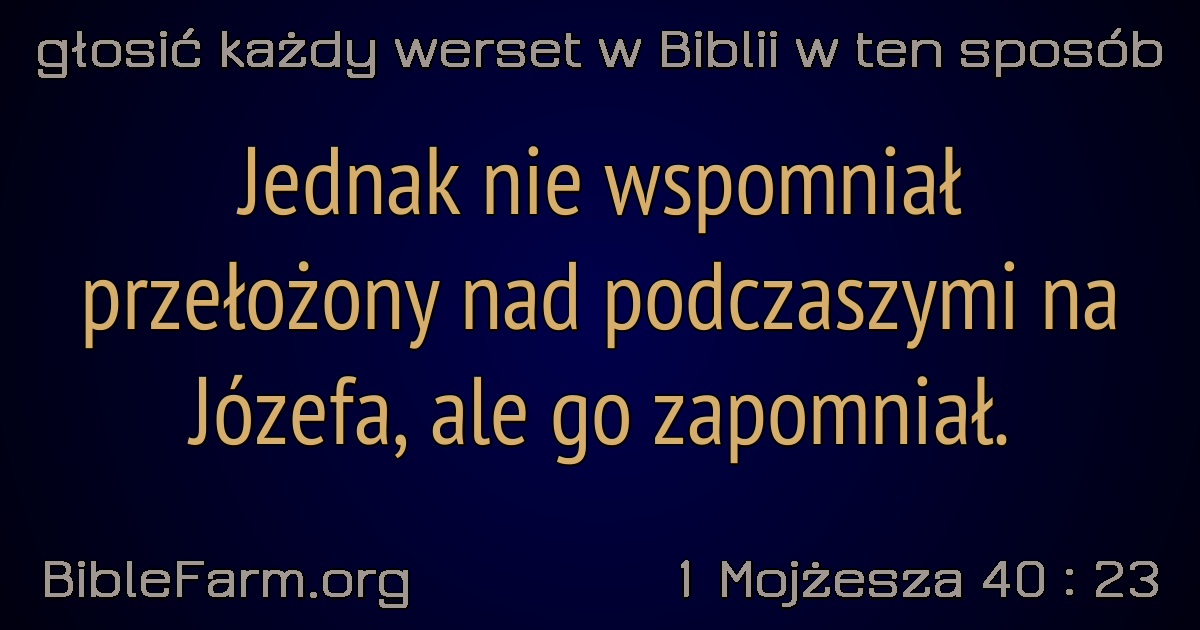 głosić każdy werset w Biblii w ten sposób
Jednak nie wspomniał
przełożony nad podczaszymi na
Józefa, ale go zapomniał.
BibleFarm.org
1 Mojżesza 40 : 23